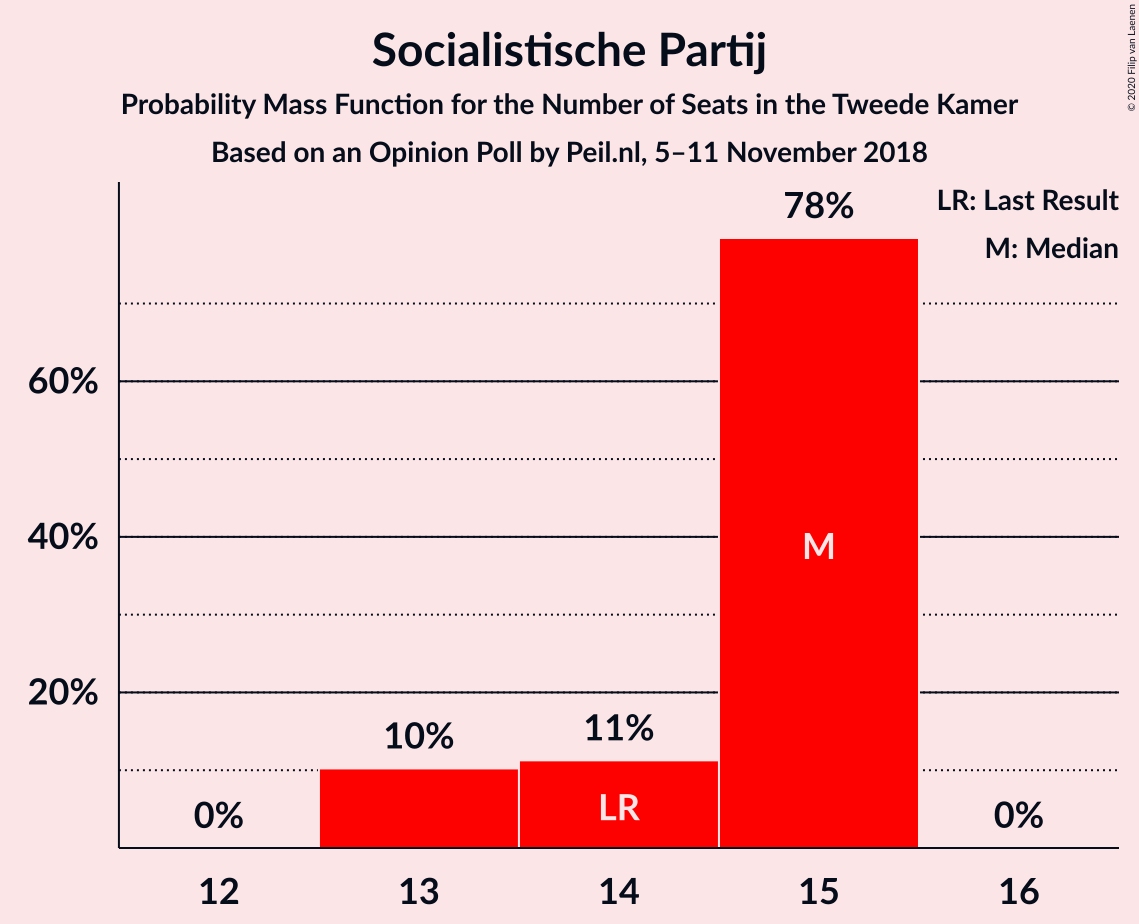 Socialistische Partij
Probability Mass Function for the Number of Seats in the Tweede Kamer
Based on an Opinion Poll by Peil.nl, 5–11 November 2018
© 2020 Filip van Laenen
LR: Last Result
M: Median
78%
60%
40%
20%
M
10%
11%
LR
0%
0%
12 13 14 15 16